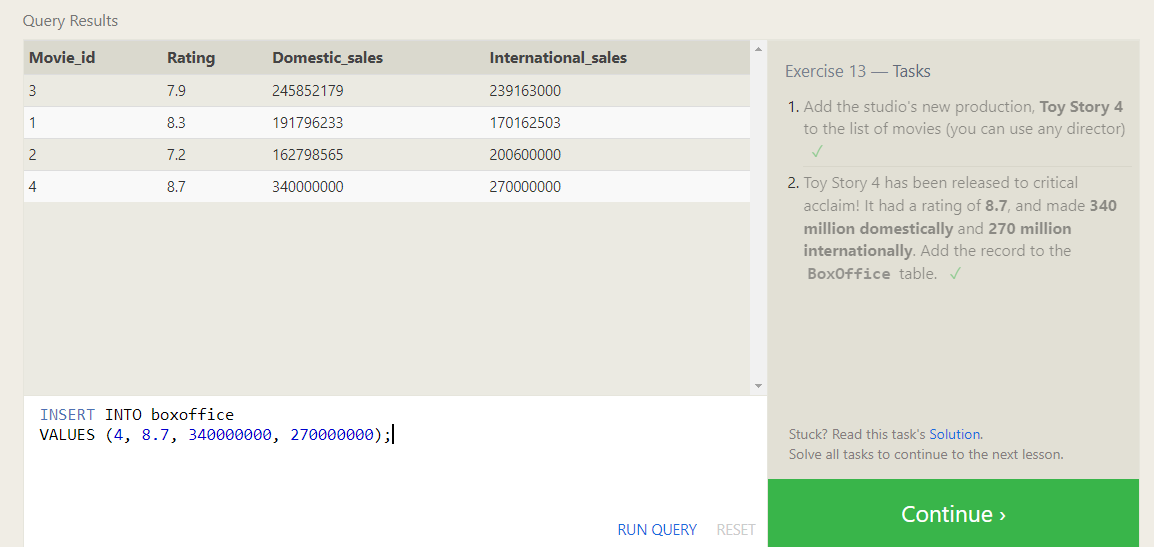 Query Results
Movie_id Rating Domestic_sales International_sales
3 7.9 245852179 239163000
1 8.3 191796233 170162503
2 7.2 162798565 200600000
4 8.7 340000000 270000000
INSERT INTO boxoffice
VALUES (4, 8.7, 340000000, 270000000);
RUN QUERY RESET
Exercise 13 — Tasks
1. Add the studio's new production, Toy Story 4
to the list of movies (you can use any director)
✓
2. Toy Story 4 has been released to critical
acclaim! It had a rating of 8.7, and made 340
million domestically and 270 million
internationally. Add the record to the
BoxOffice table. ✓
Stuck? Read this task's Solution.
Solve all tasks to continue to the next lesson.
Continue ›